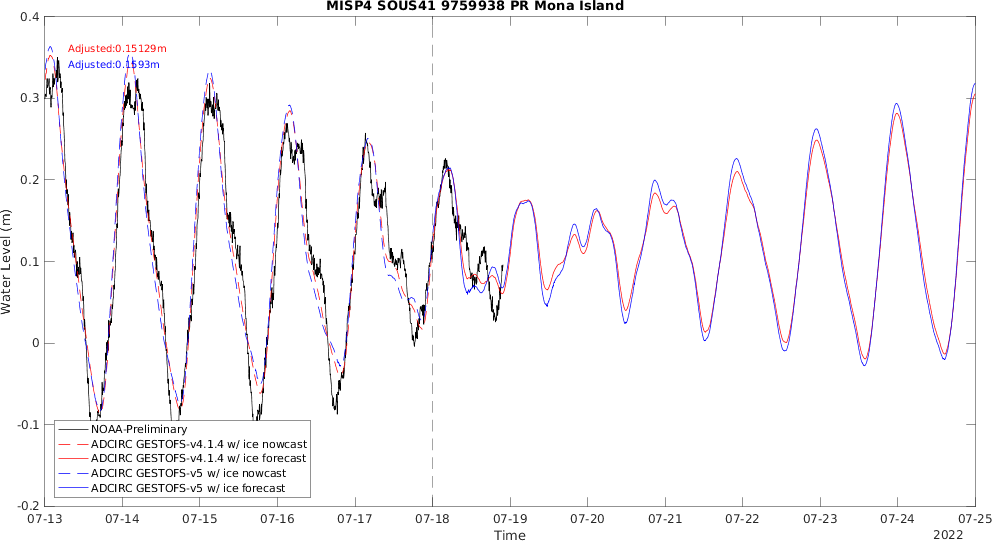 MISP4 SOUS41 9759938 PR Mona Island
Adjusted:0.15129m
Adjusted:0.1593m
Water Level (m)
0.4
0.3
0.2
0.1
0
-0.1
-0.2
NOAA-Preliminary
ADCIRC GESTOFS-v4.1.4 w/ ice nowcast
ADCIRC GESTOFS-v4.1.4 w/ ice forecast
ADCIRC GESTOFS-v5 w/ ice nowcast
ADCIRC GESTOFS-v5 w/ ice forecast
07-13 07-14 07-15 07-16 07-17 07-18 07-19 07-20 07-21 07-22 07-23 07-24 07-25
Time
2022